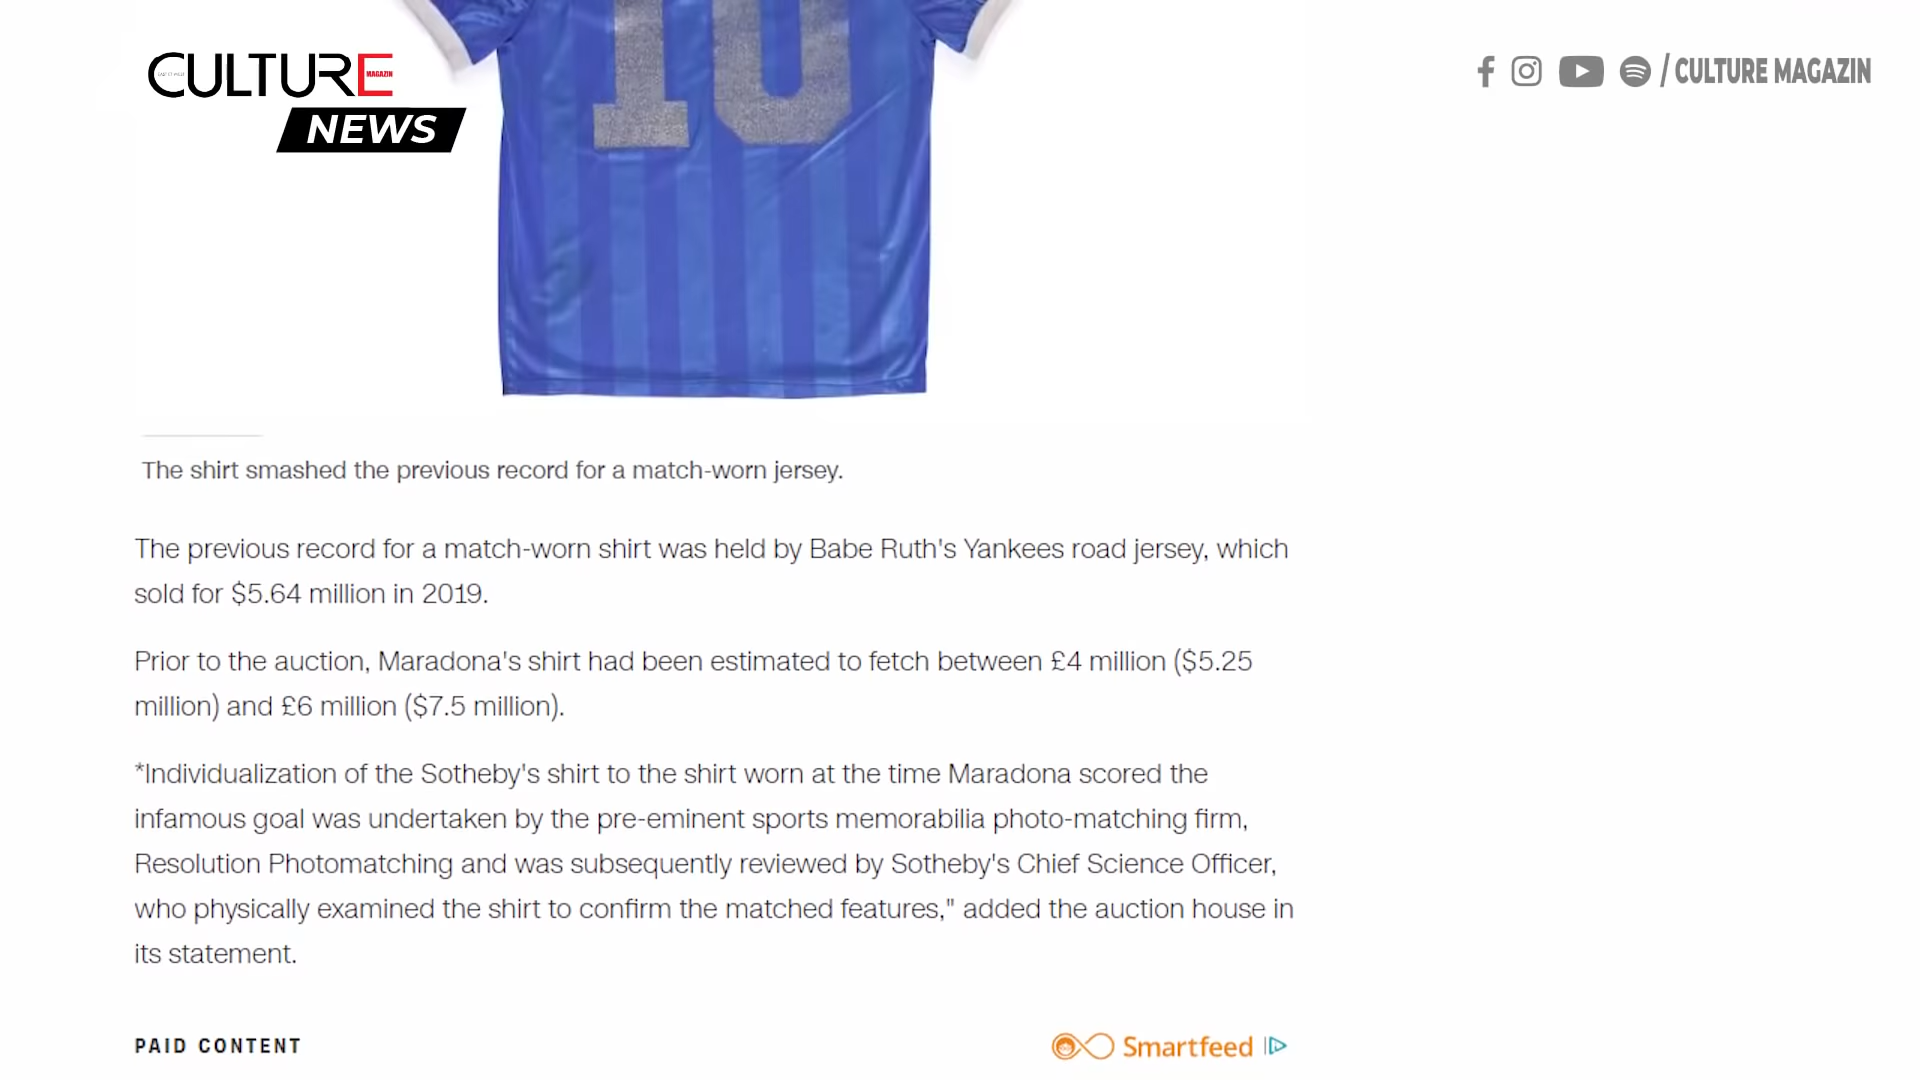 10
CULTURE
MAGAZIN
NEWS
/ CULTURE MAGAZIN
The shirt smashed the previous record for a match-worn jersey.
The previous record for a match-worn shirt was held by Babe Ruth's Yankees road jersey, which
sold for $5.64 million in 2019.
Prior to the auction, Maradona's shirt had been estimated to fetch between £4 million ($5.25
million) and £6 million ($7.5 million).
*Individualization of the Sotheby's shirt to the shirt worn at the time Maradona scored the
infamous goal was undertaken by the pre-eminent sports memorabilia photo-matching firm,
Resolution Photomatching and was subsequently reviewed by Sotheby's Chief Science Officer,
who physically examined the shirt to confirm the matched features," added the auction house in
its statement.
PAID CONTENT
Smartfeed